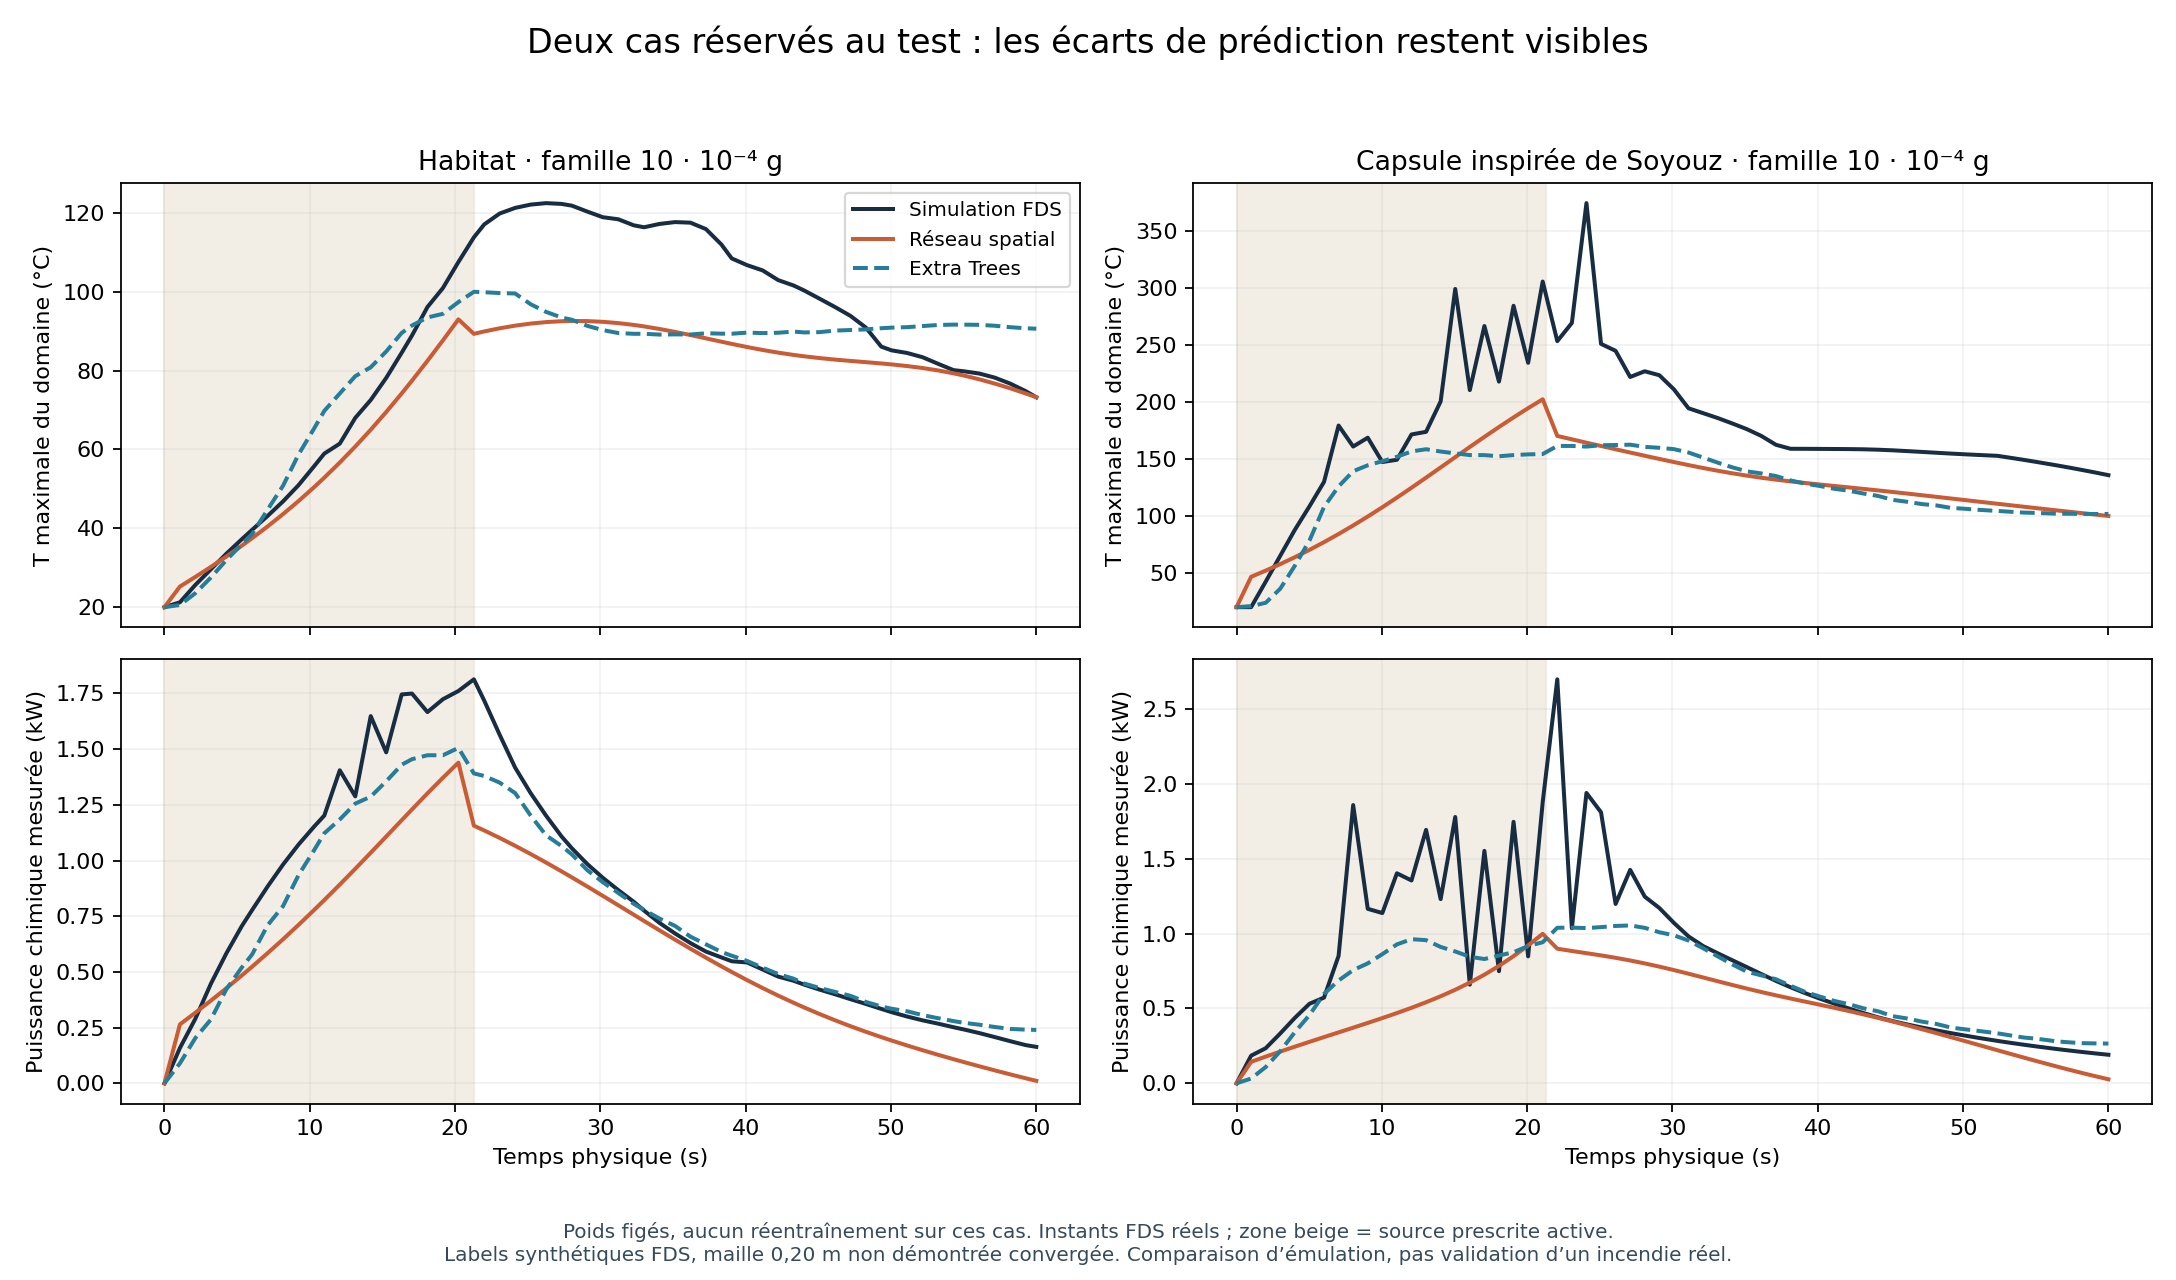 Deux cas réservés au test : les écarts de prédiction restent visibles
Habitat · famille 10 · 10⁻⁴ g
Capsule inspirée de Soyouz · famille 10 · 10⁻⁴ g
T maximale du domaine (°C)
120
100
80
60
40
20
Simulation FDS
Réseau spatial
Extra Trees
T maximale du domaine (°C)
350
300
250
200
150
100
50
Puissance chimique mesurée (kW)
1.75
1.50
1.25
1.00
0.75
0.50
0.25
0.00
0 10 20 30 40 50 60
Temps physique (s)
Puissance chimique mesurée (kW)
2.5
2.0
1.5
1.0
0.5
0.0
0 10 20 30 40 50 60
Temps physique (s)
Poids figés, aucun réentraînement sur ces cas. Instants FDS réels ; zone beige = source prescrite active.
Labels synthétiques FDS, maille 0,20 m non démontrée convergée. Comparaison d’émulation, pas validation d’un incendie réel.